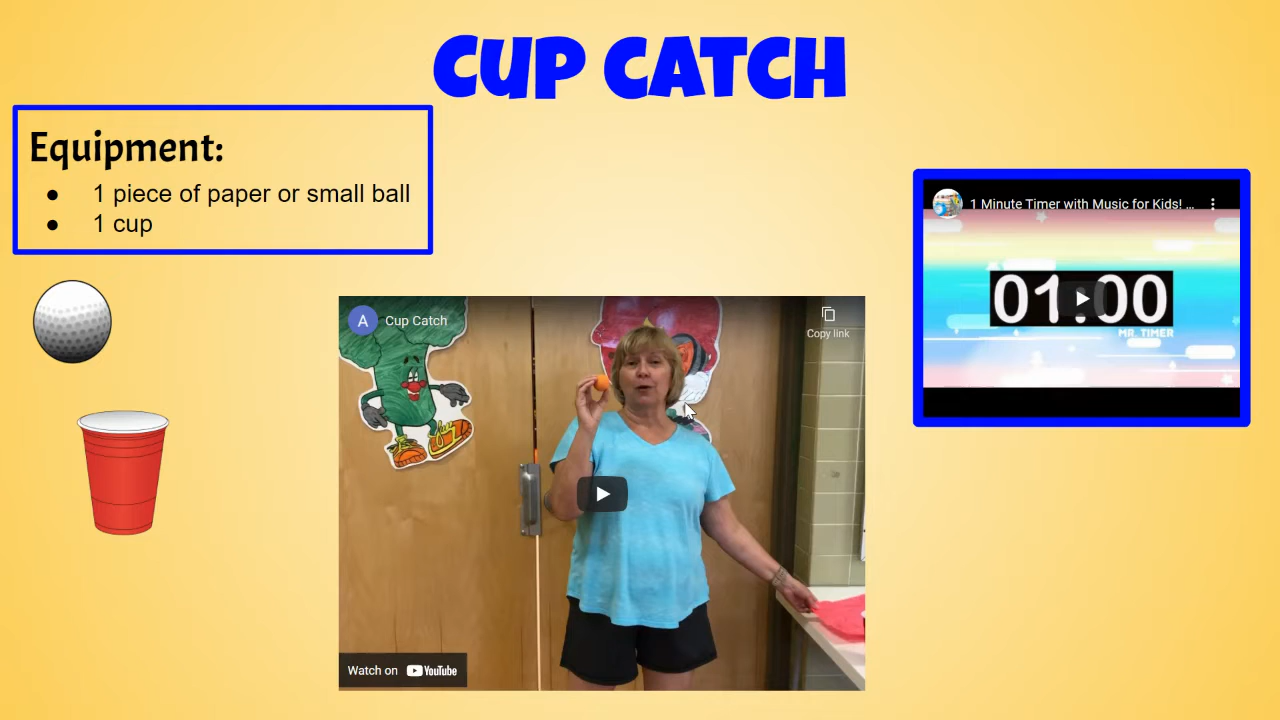 CUP CATCH
Equipment:
● 1 piece of paper or small ball
● 1 cup
1 Minute Timer with Music for Kids! ...
01:00
MR. TIMER
A Cup Catch
Copy link
Watch on YouTube